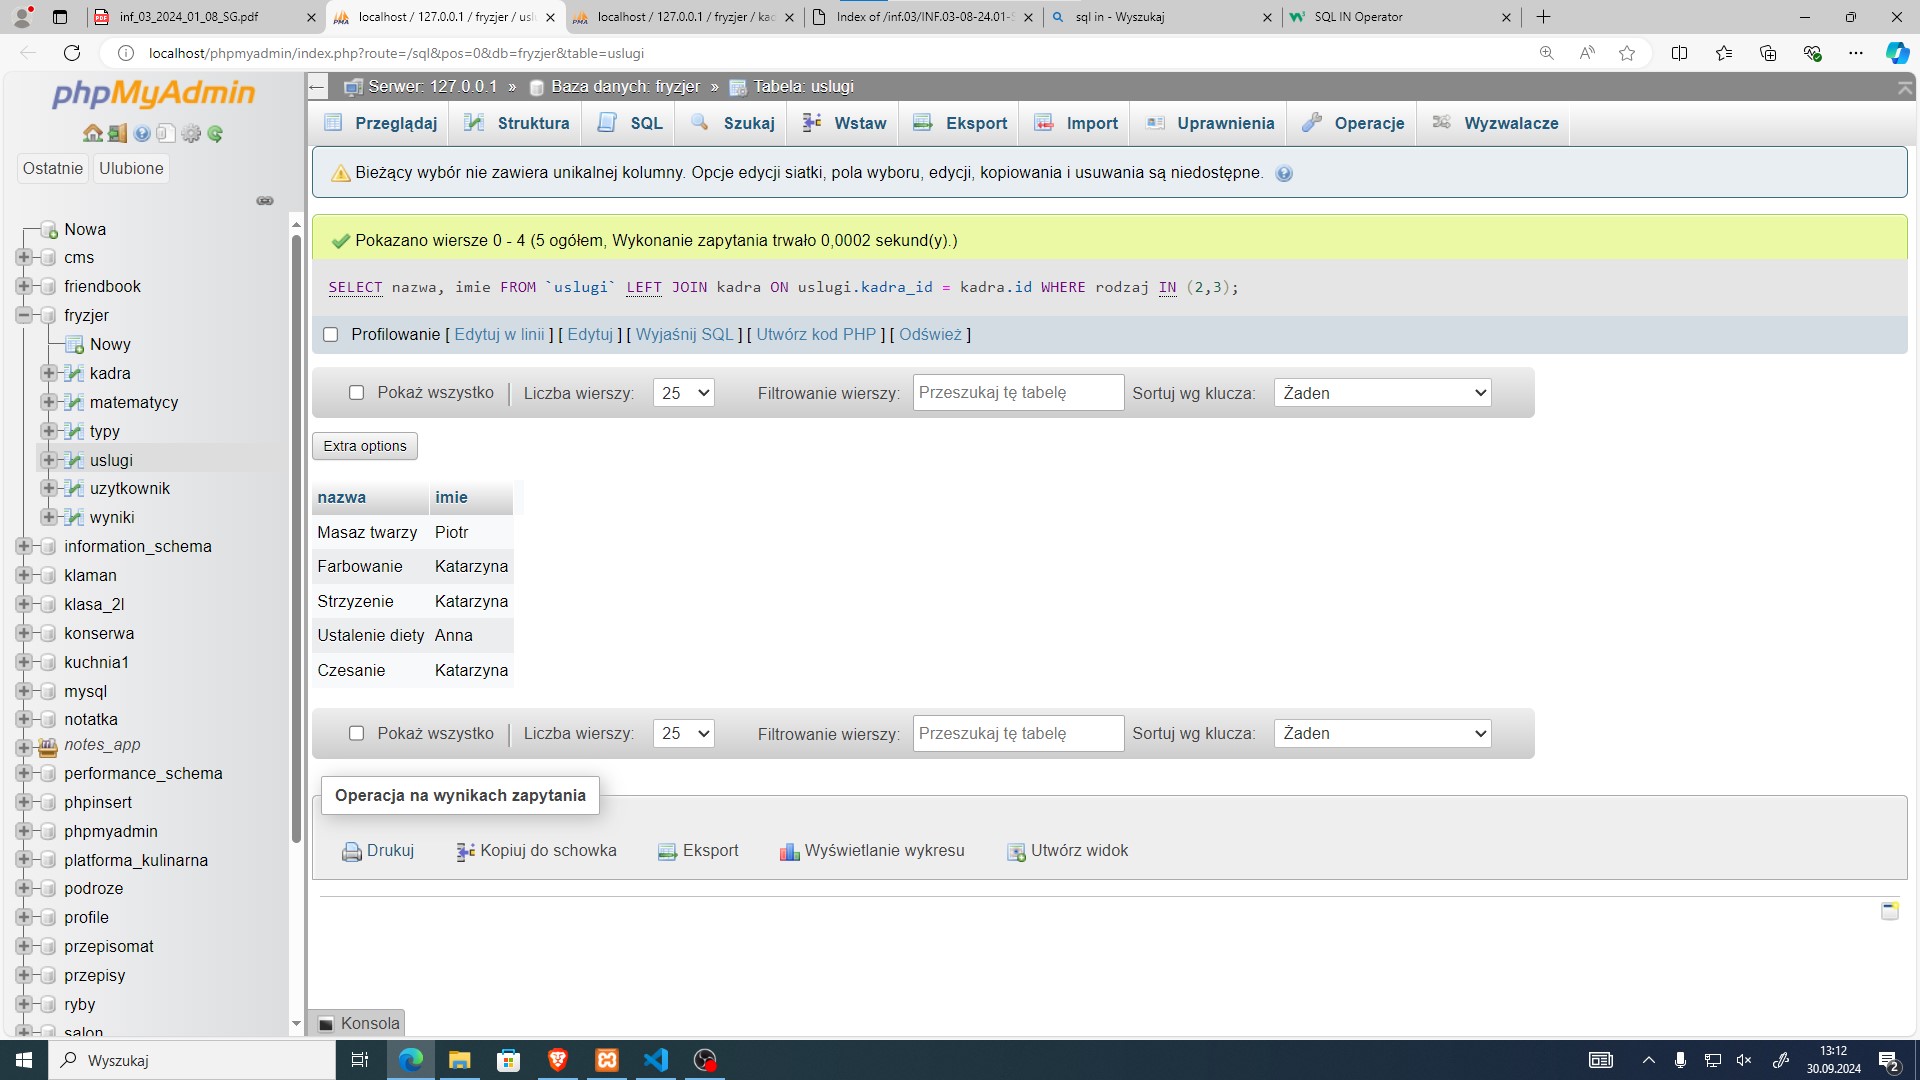 inf_03_2024_01_08_SG.pdf
localhost / 127.0.0.1 / fryzjer / uslu
localhost / 127.0.0.1 / fryzjer / kad
Index of /inf.03/INF.03-08-24.01-S
sql in - Wyszukaj
SQL IN Operator
localhost/phpmyadmin/index.php?route=/sql&pos=0&db=fryzjer&table=uslugi
phpMyAdmin
Ostatnie
Ulubione
Nowa
cms
friendbook
fryzjer
Nowy
kadra
matematycy
typy
uslugi
uzytkownik
wyniki
information_schema
klaman
klasa_2l
konserwa
kuchnia1
mysql
notatka
notes_app
performance_schema
phpinsert
phpmyadmin
platforma_kulinarna
podroze
profile
przepisomat
przepisy
ryby
salon
Serwer: 127.0.0.1 » Baza danych: fryzjer » Tabela: uslugi
Przeglądaj Struktura SQL Szukaj Wstaw Eksport Import Uprawnienia Operacje Wyzwalacze
Bieżący wybór nie zawiera unikalnej kolumny. Opcje edycji siatki, pola wyboru, edycji, kopiowania i usuwania są niedostępne.
Pokazano wiersze 0 - 4 (5 ogółem, Wykonanie zapytania trwało 0,0002 sekund(y).)
SELECT nazwa, imie FROM `uslugi` LEFT JOIN kadra ON uslugi.kadra_id = kadra.id WHERE rodzaj IN (2,3);
Profilowanie [ Edytuj w linii ] [ Edytuj ] [ Wyjaśnij SQL ] [ Utwórz kod PHP ] [ Odśwież ]
Pokaż wszystko Liczba wierszy: 25 Filtrowanie wierszy: Przeszukaj tę tabelę Sortuj wg klucza: Żaden
Extra options
nazwa imie
Masaz twarzy Piotr
Farbowanie Katarzyna
Strzyzenie Katarzyna
Ustalenie diety Anna
Czesanie Katarzyna
Pokaż wszystko Liczba wierszy: 25 Filtrowanie wierszy: Przeszukaj tę tabelę Sortuj wg klucza: Żaden
Operacja na wynikach zapytania
Drukuj Kopiuj do schowka Eksport Wyświetlanie wykresu Utwórz widok
Konsola
Wyszukaj
13:12
30.09.2024
2